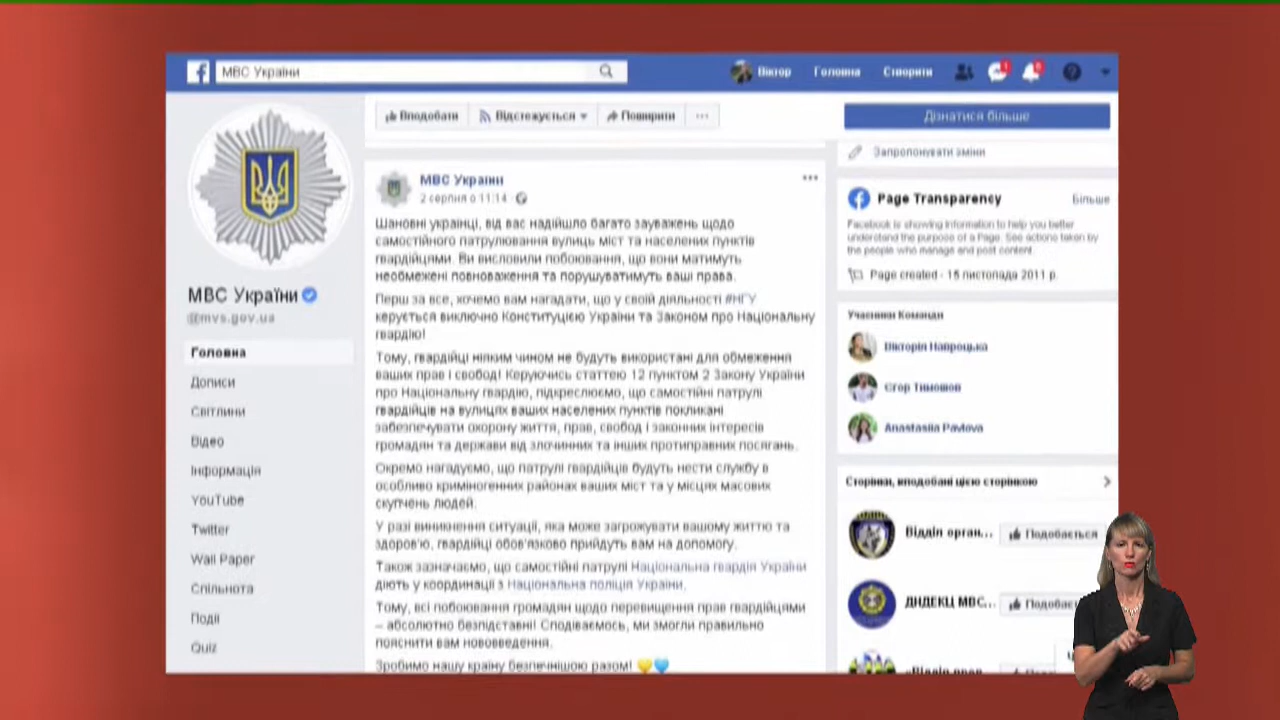 МВС України
Віктор
Головна
Створити
Вподобати
Відстежується
Поширити
Дізнатися більше
МВС України
@mvs.gov.ua
Головна
Дописи
Світлини
Відео
Інформація
YouTube
Twitter
Wall Paper
Спільнота
Події
Quiz
МВС України
2 серпня о 11:14
Шановні українці, від вас надійшло багато зауважень щодо
самостійного патрулювання вулиць міст та населених пунктів
гвардійцями. Ви висловили побоювання, що вони матимуть
необмежені повноваження та порушуватимуть ваші права.
Перш за все, хочемо вам нагадати, що у своїй діяльності #НГУ
керується виключно Конституцією України та Законом про Національну
гвардію!
Тому, гвардійці ніяким чином не будуть використані для обмеження
ваших прав і свобод! Керуючись статтею 12 пунктом 2 Закону України
про Національну гвардію, підкреслюємо, що самостійні патрулі
гвардійців на вулицях ваших населених пунктів покликані
забезпечувати охорону життя, прав, свобод і законних інтересів
громадян та держави від злочинних та інших протиправних посягань.
Окремо нагадуємо, що патрулі гвардійців будуть нести службу в
особливо криміногенних районах ваших міст та у місцях масових
скупчень людей.
У разі виникнення ситуації, яка може загрожувати вашому життю та
здоров'ю, гвардійці обов'язково прийдуть вам на допомогу.
Також зазначаємо, що самостійні патрулі Національна гвардія України
діють у координації з Національна поліція України.
Тому, всі побоювання громадян щодо перевищення прав гвардійцями
– абсолютно безпідставні! Сподіваємось, ми змогли правильно
пояснити вам нововведення.
Зробимо нашу країну безпечнішою разом! 💛💙
Запропонувати зміни
Page Transparency
Більше
Facebook is showing information to help you better
understand the purpose of a Page. See actions taken by
the people who manage and post content.
Page created - 15 листопада 2011 р.
Учасники Команди
Вікторія Навроцька
Єгор Тимошов
Anastasiia Pavlova
Сторінки, вподобані цією сторінкою
Відділ орган...
Подобається
ДНДЕКЦ МВС...